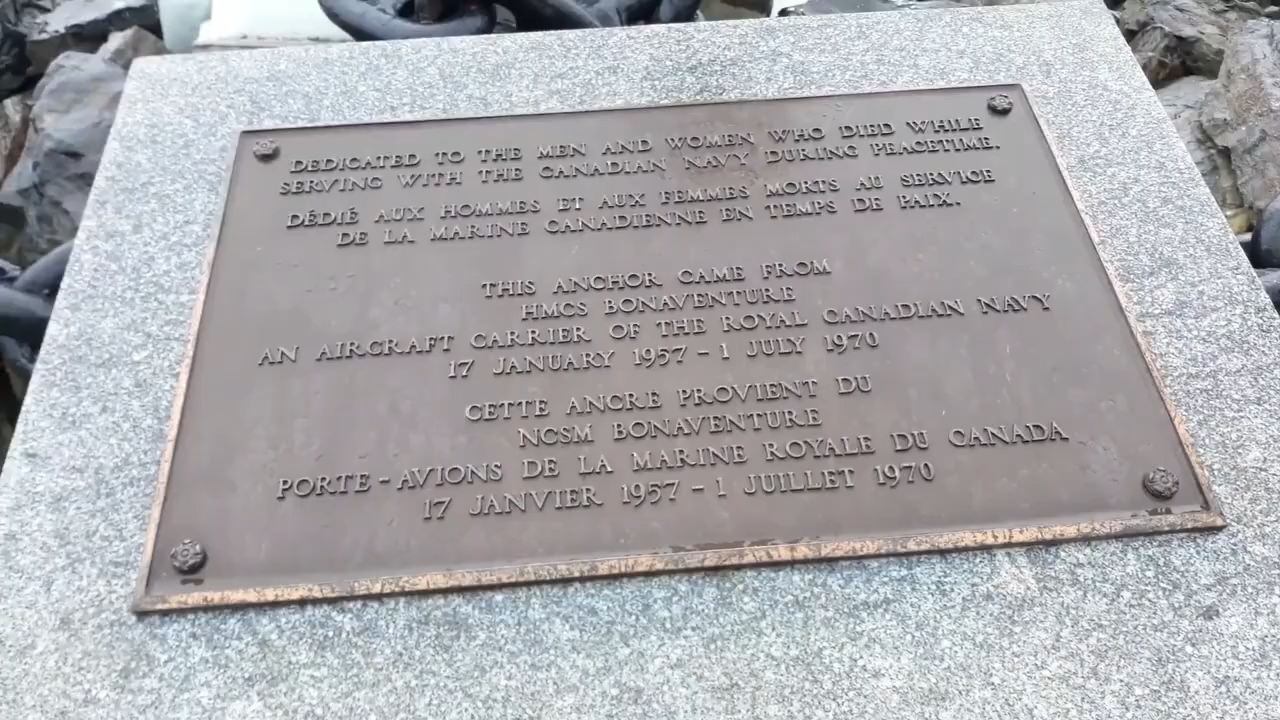 DEDICATED TO THE MEN AND WOMEN WHO DIED WHILE
SERVING WITH THE CANADIAN NAVY DURING PEACETIME.
DÉDIÉ AUX HOMMES ET AUX FEMMES MORTS AU SERVICE
DE LA MARINE CANADIENNE EN TEMPS DE PAIX.
THIS ANCHOR CAME FROM
HMCS BONAVENTURE
AN AIRCRAFT CARRIER OF THE ROYAL CANADIAN NAVY
17 JANUARY 1957 - 1 JULY 1970
CETTE ANCRE PROVIENT DU
NCSM BONAVENTURE
PORTE-AVIONS DE LA MARINE ROYALE DU CANADA
17 JANVIER 1957 - 1 JUILLET 1970